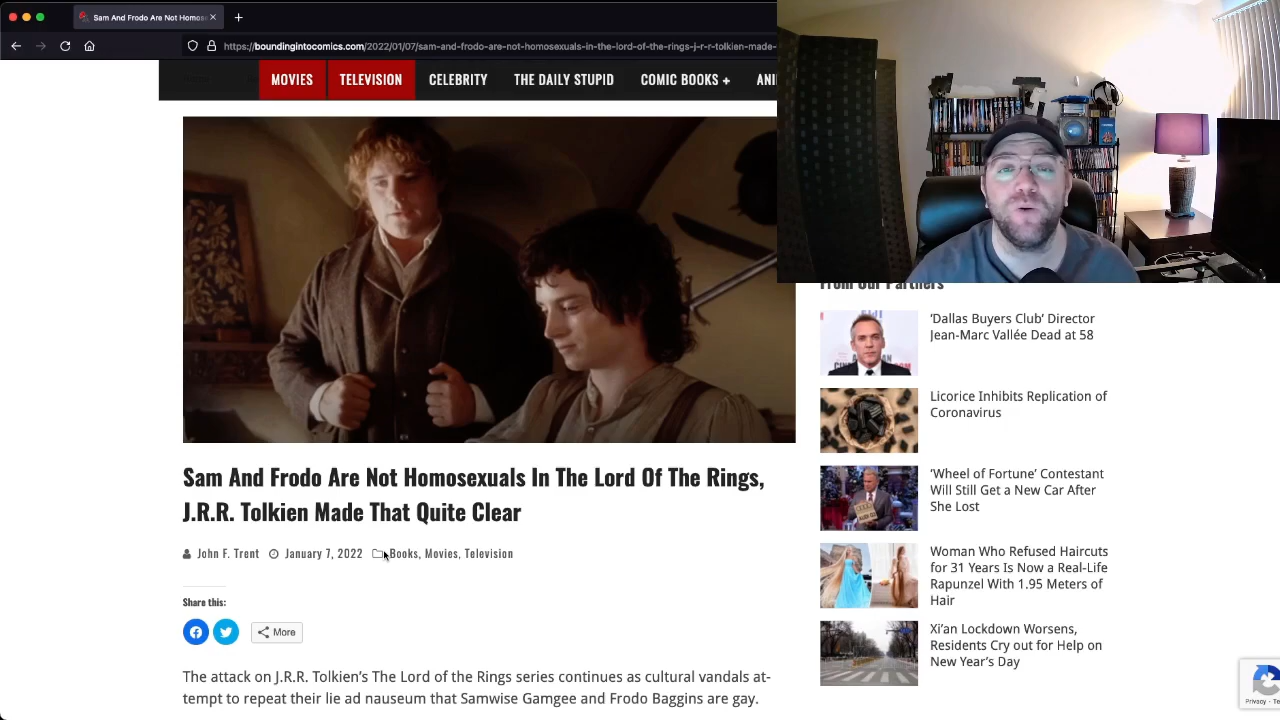 Sam And Frodo Are Not Homose
https://boundingintocomics.com/2022/01/07/sam-and-frodo-are-not-homosexuals-in-the-lord-of-the-rings-j-r-r-tolkien-made-
MOVIES TELEVISION CELEBRITY THE DAILY STUPID COMIC BOOKS + ANI
From Our Partners
‘Dallas Buyers Club’ Director
Jean-Marc Vallée Dead at 58
Licorice Inhibits Replication of
Coronavirus
‘Wheel of Fortune’ Contestant
Will Still Get a New Car After
She Lost
Woman Who Refused Haircuts
for 31 Years Is Now a Real-Life
Rapunzel With 1.95 Meters of
Hair
Xi’an Lockdown Worsens,
Residents Cry out for Help on
New Year’s Day
Sam And Frodo Are Not Homosexuals In The Lord Of The Rings,
J.R.R. Tolkien Made That Quite Clear
John F. Trent January 7, 2022 Books, Movies, Television
Share this:
More
The attack on J.R.R. Tolkien’s The Lord of the Rings series continues as cultural vandals at-
tempt to repeat their lie ad nauseum that Samwise Gamgee and Frodo Baggins are gay.
Privacy - Te